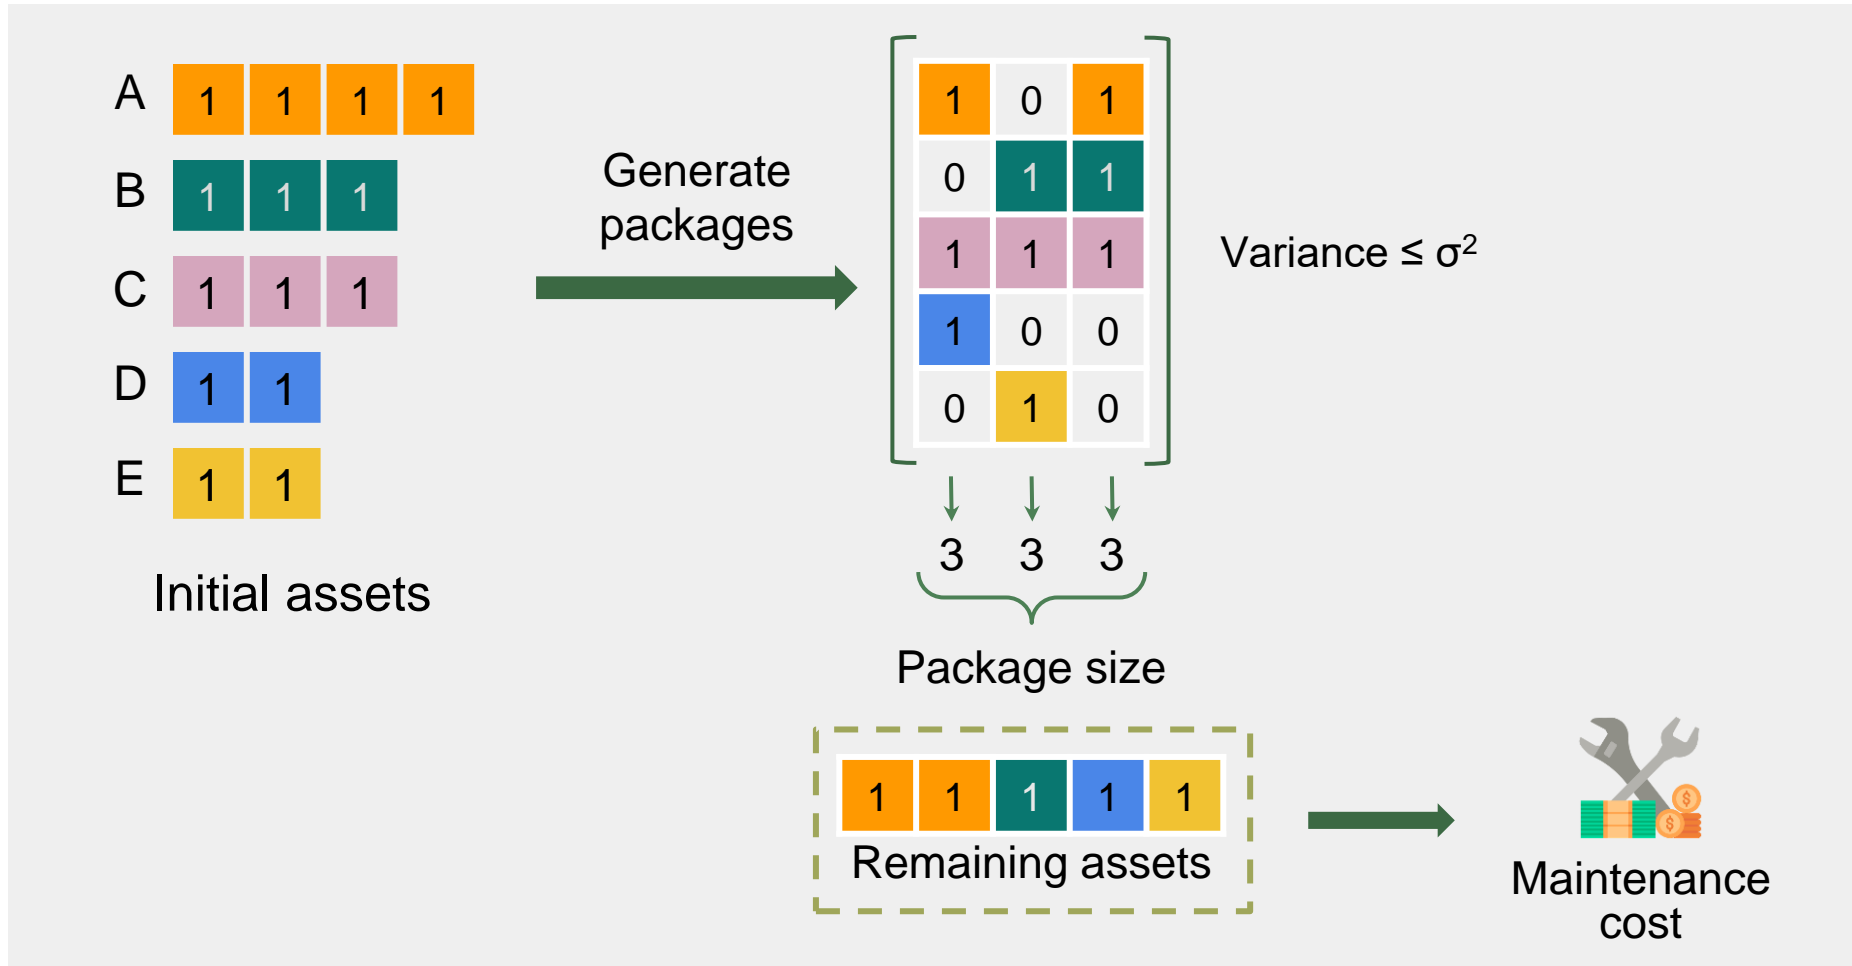 A 1 1 1 1
B 1 1 1
C 1 1 1
D 1 1
E 1 1
Initial assets
Generate
packages
1 0 1
0 1 1
1 1 1
1 0 0
0 1 0
Variance ≤ σ²
3 3 3
Package size
1 1 1 1 1
Remaining assets
$
$
Maintenance
cost